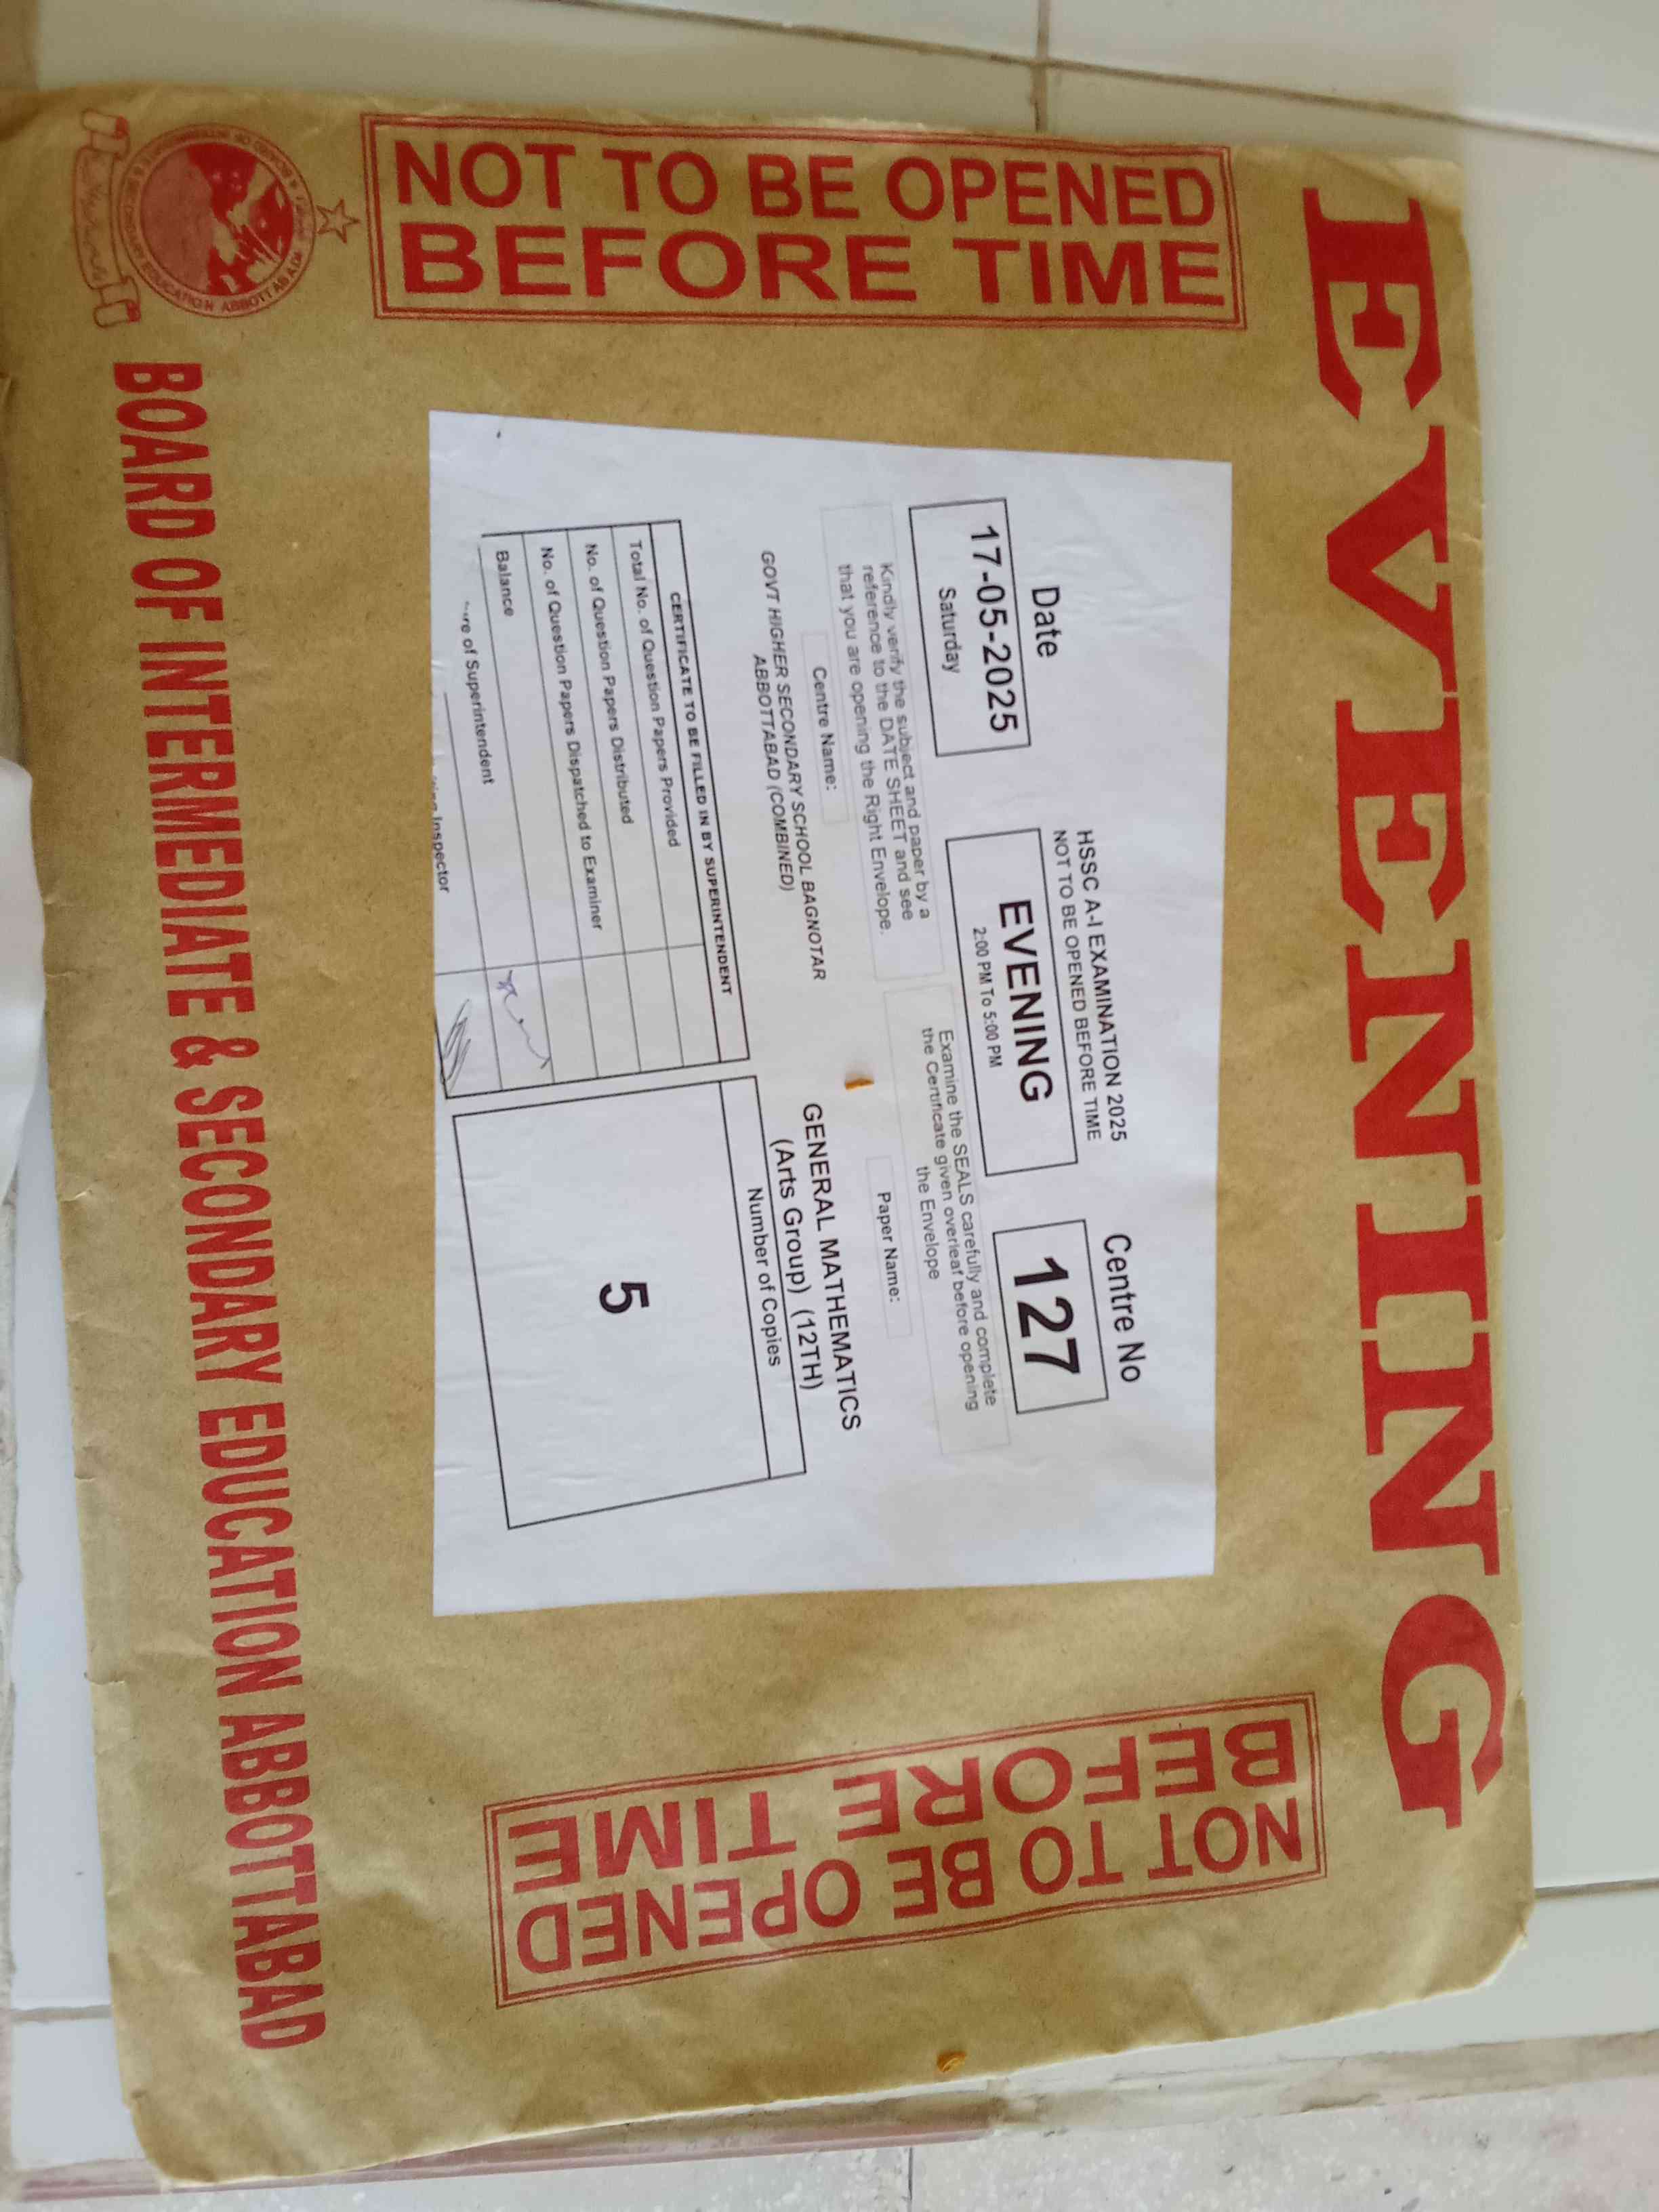 EVENING
NOT TO BE OPENED
BEFORE TIME
NOT TO BE OPENED
BEFORE TIME
HSSC A-I EXAMINATION 2025
NOT TO BE OPENED BEFORE TIME
Date
17-05-2025
Saturday
EVENING
2:00 PM To 5:00 PM
Centre No
127
Kindly verify the subject and paper by a
reference to the DATE SHEET and see
that you are opening the Right Envelope.
Examine the SEALS carefully and complete
the Certificate given overleaf before opening
the Envelope
Centre Name:
GOVT HIGHER SECONDARY SCHOOL BAGNOTAR
ABBOTTABAD (COMBINED)
Paper Name:
GENERAL MATHEMATICS
(Arts Group) (12TH)
CERTIFICATE TO BE FILLED IN BY SUPERINTENDENT
Total No. of Question Papers Provided
No. of Question Papers Distributed
No. of Question Papers Dispatched to Examiner
Balance
of Superintendent
Inspector
Number of Copies
5
BOARD OF INTERMEDIATE & SECONDARY EDUCATION ABBOTTABAD